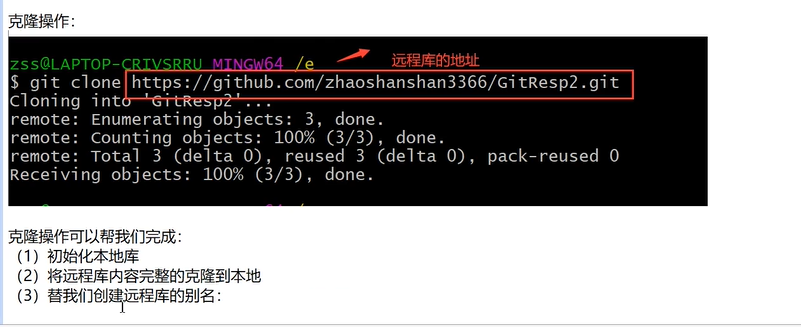 克隆操作：
zss@LAPTOP-CRIVSRRU MINGW64 /e
远程库的地址
$ git clone https://github.com/zhaoshanshan3366/GitResp2.git
Cloning into 'GitResp2'...
remote: Enumerating objects: 3, done.
remote: Counting objects: 100% (3/3), done.
remote: Total 3 (delta 0), reused 3 (delta 0), pack-reused 0
Receiving objects: 100% (3/3), done.
克隆操作可以帮我们完成：
（1）初始化本地库
（2）将远程库内容完整的克隆到本地
（3）替我们创建远程库的别名：